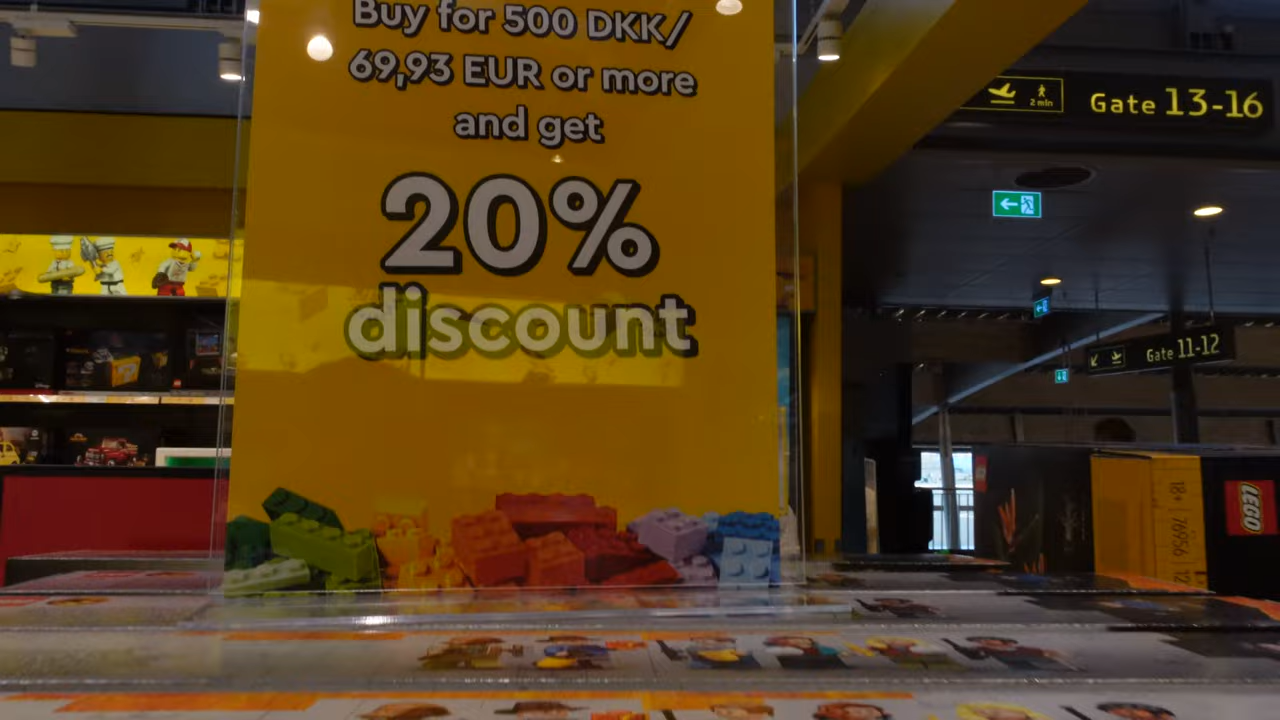 Buy for 500 DKK/
69,93 EUR or more
and get
20%
discount
2 min
Gate 13-16
Gate 11-12
18+
70956
LEGO